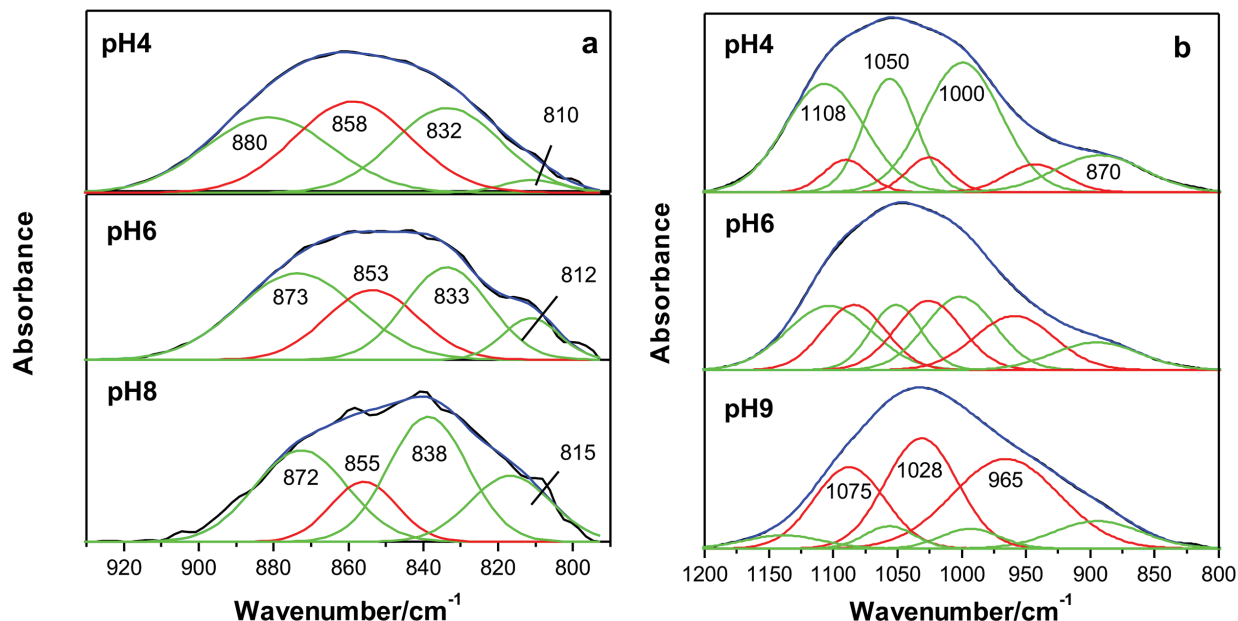 a
pH4
880
858
832
810
pH6
873
853
833
812
pH8
872
855
838
815
Absorbance
920 900 880 860 840 820 800
Wavenumber/cm⁻¹
b
pH4
1108
1050
1000
870
pH6
pH9
1075
1028
965
Absorbance
1200 1150 1100 1050 1000 950 900 850 800
Wavenumber/cm⁻¹